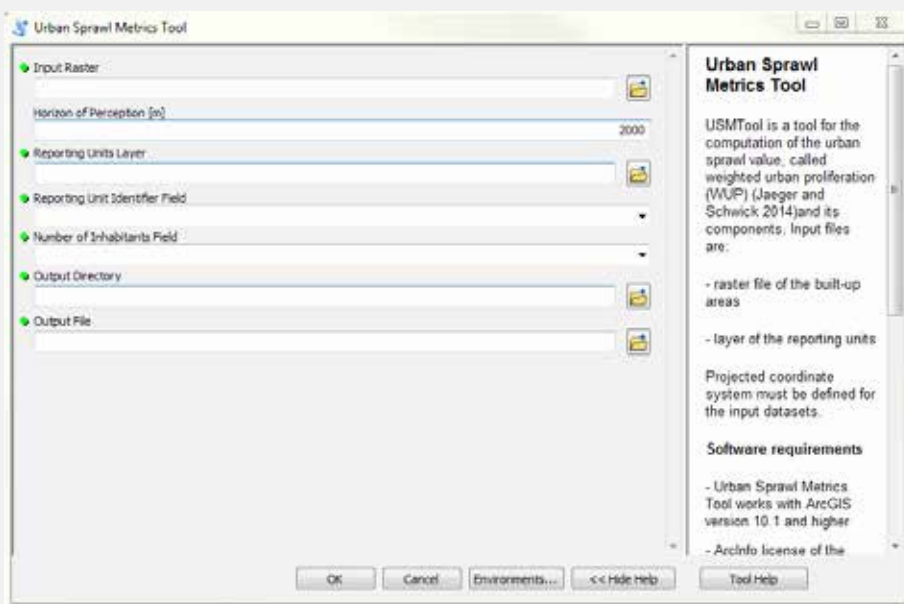 Urban Sprawl Metrics Tool
Input Raster
Horizon of Perception [m]
2000
Reporting Units Layer
Reporting Unit Identifier Field
Number of Inhabitants Field
Output Directory
Output File
OK
Cancel
Environments...
<< Hide Help
Urban Sprawl
Metrics Tool
USMTool is a tool for the
computation of the urban
sprawl value, called
weighted urban proliferation
(WUP) (Jaeger and
Schwick 2014)and its
components. Input files
are:
- raster file of the built-up
areas
- layer of the reporting units
Projected coordinate
system must be defined for
the input datasets.
Software requirements
- Urban Sprawl Metrics
Tool works with ArcGIS
version 10.1 and higher
- ArcInfo license of the
Tool Help